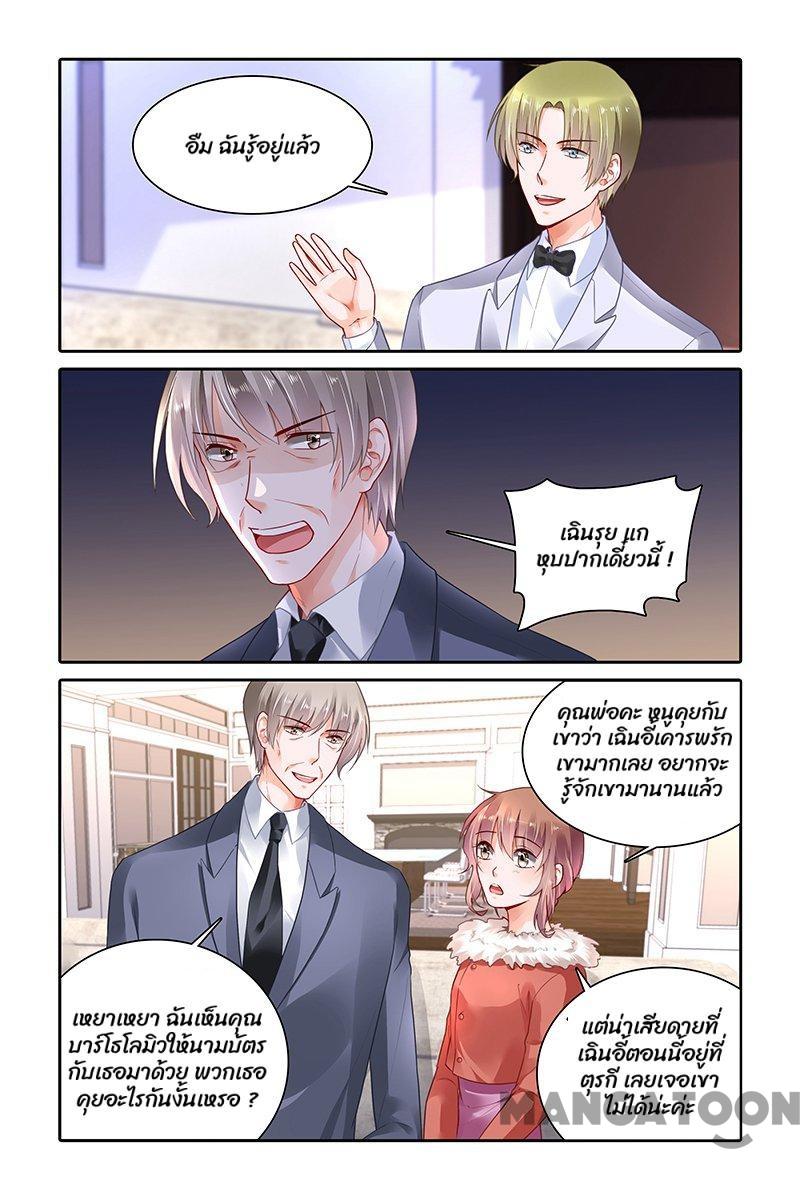 อืม ฉันรู้อยู่แล้ว
เฉินรุย แก
หุบปากเดี๋ยวนี้ !
คุณพ่อคะ หนูคุยกับ
เขาว่า เฉินอี้เคารพรัก
เขามากเลย อยากจะ
รู้จักเขามานานแล้ว
เหยาเหยา ฉันเห็นคุณ
บาร์โธโลมิวให้นามบัตร
กับเธอมาด้วย พวกเธอ
คุยอะไรกันงั้นเหรอ ?
แต่น่าเสียดายที่
เฉินอี้ตอนนี้อยู่ที่
ตุรกี เลยเจอเขา
ไม่ได้น่ะค่ะ
MANGATOON